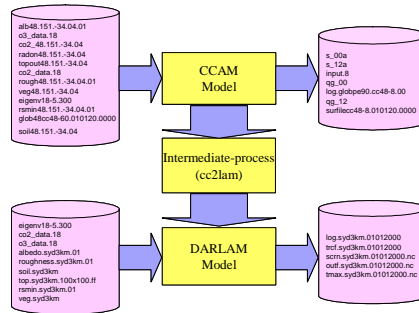 alb48.151.-34.04.01
o3_data.18
co2_48.151.-34.04
radon48.151.-34.04
topout48.151.-34.04
co2_data.18
rough48.151.-34.04.01
veg48.151.-34.04
eigenv18-5.300
rsmin48.151.-34.04.01
glob48cc48-60.010120.0000
soil48.151.-34.04
CCAM
Model
s_00a
s_12a
input.8
qg_00
log.globpe90.cc48-8.00
qg_12
surfilecc48-8.010120.0000
Intermediate-process
(cc2lam)
eigenv18-5.300
co2_data.18
o3_data.18
albedo.syd3km.01
roughness.syd3km.01
soil.syd3km
top.syd3km.100x100.ff
rsmin.syd3km.01
veg.syd3km
DARLAM
Model
log.syd3km.01012000
trcf.syd3km.01012000
scrn.syd3km.01012000.nc
outf.syd3km.01012000.nc
tmax.syd3km.01012000.nc